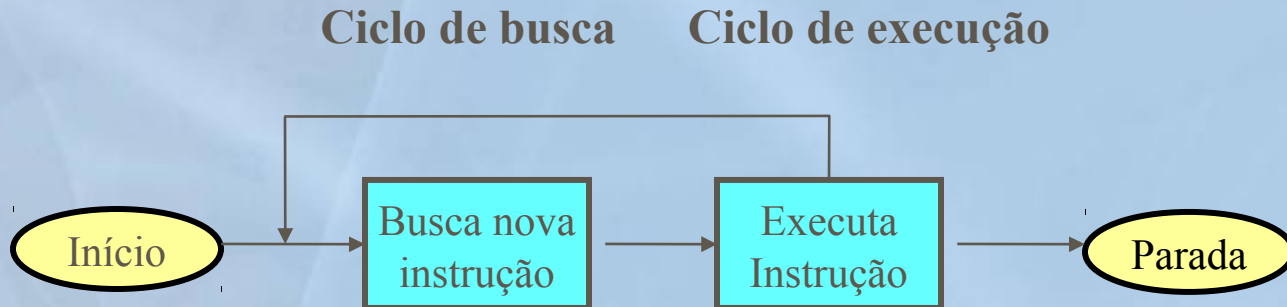 Ciclo de busca
Ciclo de execução
Início
Busca nova
instrução
Executa
Instrução
Parada